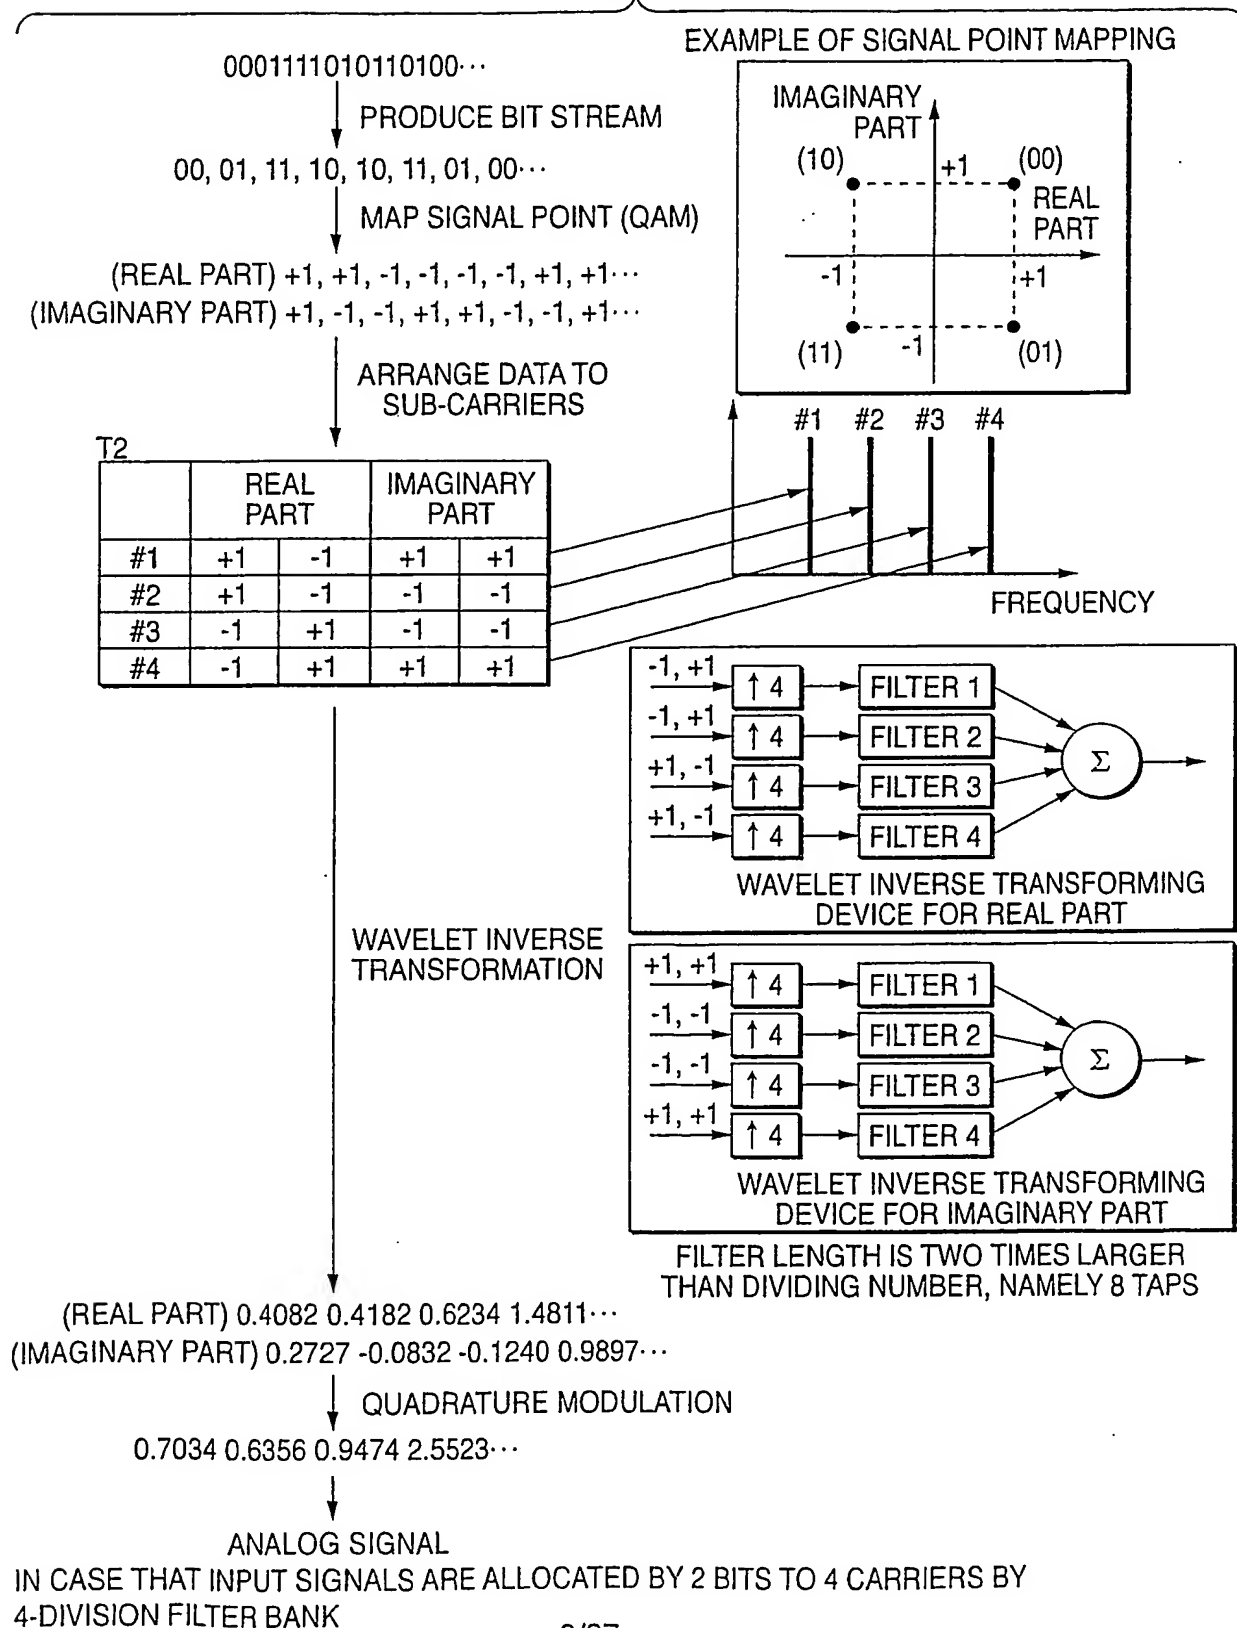 0001111010110100···
PRODUCE BIT STREAM
00, 01, 11, 10, 10, 11, 01, 00···
MAP SIGNAL POINT (QAM)
(REAL PART) +1, +1, -1, -1, -1, -1, +1, +1···
(IMAGINARY PART) +1, -1, -1, +1, +1, -1, -1, +1···
ARRANGE DATA TO
SUB-CARRIERS
EXAMPLE OF SIGNAL POINT MAPPING
IMAGINARY
PART
(10)
+1
(00)
REAL
PART
-1
+1
(11)
-1
(01)
T2
REAL
PART
IMAGINARY
PART
#1 +1 -1 +1 +1
#2 +1 -1 -1 -1
#3 -1 +1 -1 -1
#4 -1 +1 +1 +1
#1 #2 #3 #4
FREQUENCY
-1, +1 ↑ 4 FILTER 1
-1, +1 ↑ 4 FILTER 2
+1, -1 ↑ 4 FILTER 3
+1, -1 ↑ 4 FILTER 4
Σ
WAVELET INVERSE TRANSFORMING
DEVICE FOR REAL PART
WAVELET INVERSE
TRANSFORMATION
+1, +1 ↑ 4 FILTER 1
-1, -1 ↑ 4 FILTER 2
-1, -1 ↑ 4 FILTER 3
+1, +1 ↑ 4 FILTER 4
Σ
WAVELET INVERSE TRANSFORMING
DEVICE FOR IMAGINARY PART
FILTER LENGTH IS TWO TIMES LARGER
THAN DIVIDING NUMBER, NAMELY 8 TAPS
(REAL PART) 0.4082 0.4182 0.6234 1.4811···
(IMAGINARY PART) 0.2727 -0.0832 -0.1240 0.9897···
QUADRATURE MODULATION
0.7034 0.6356 0.9474 2.5523···
ANALOG SIGNAL
IN CASE THAT INPUT SIGNALS ARE ALLOCATED BY 2 BITS TO 4 CARRIERS BY
4-DIVISION FILTER BANK